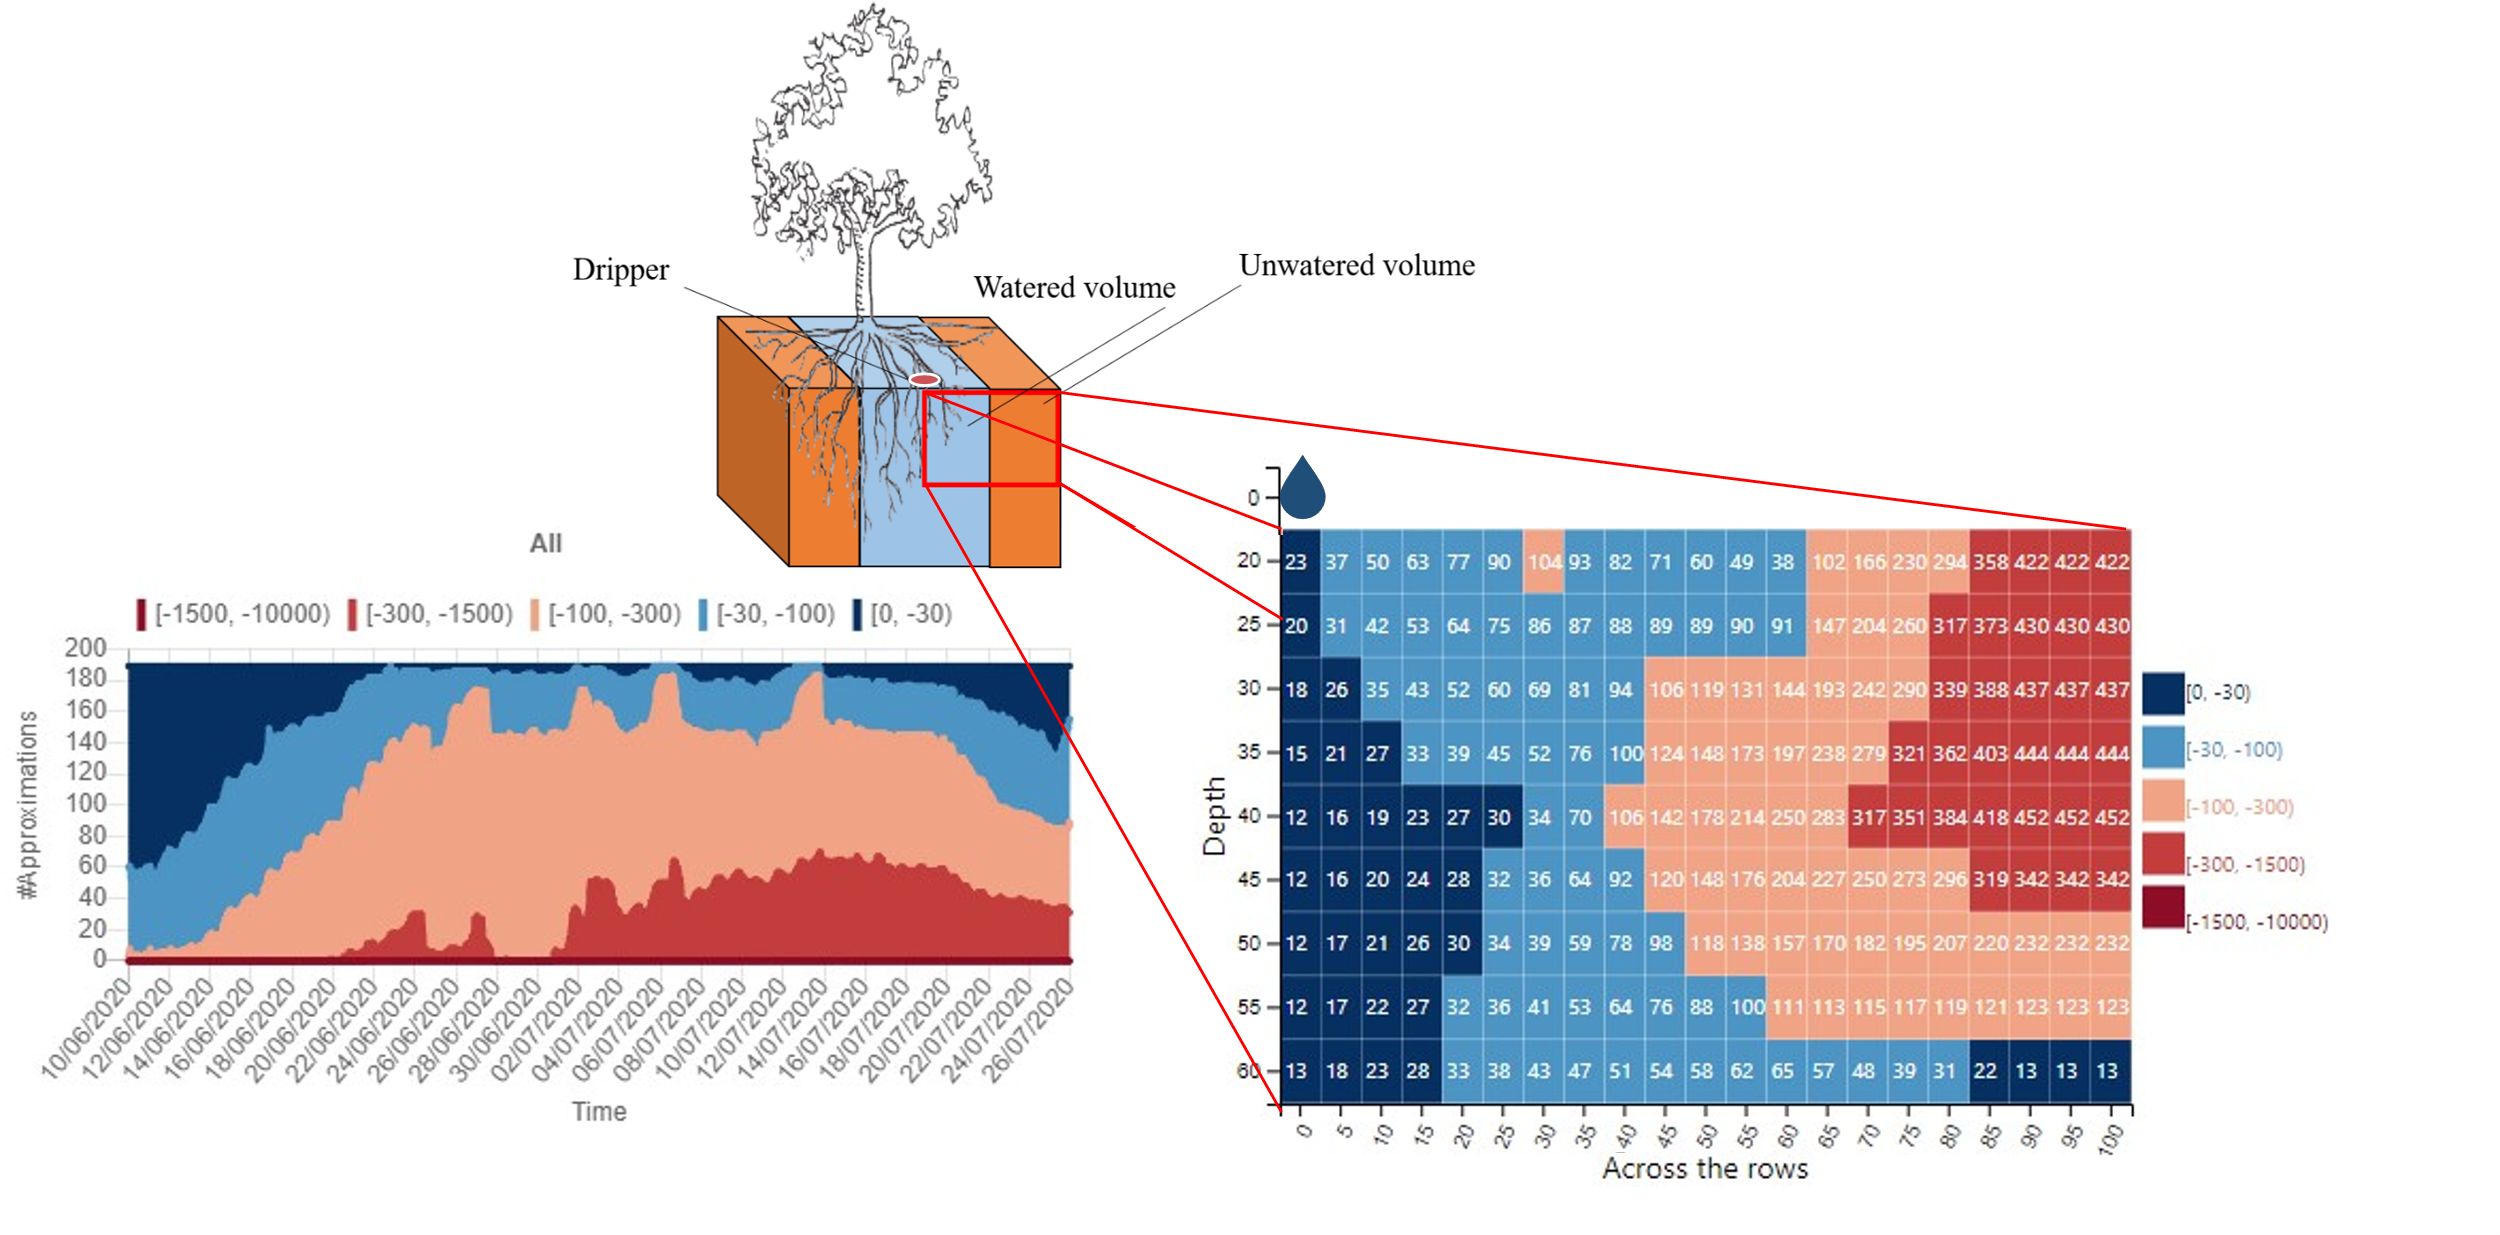 Dripper
Watered volume
Unwatered volume
All
[-1500, -10000) [-300, -1500) [-100, -300) [-30, -100) [0, -30)
200
180
160
140
120
100
80
60
40
20
0
#Approximations
10/06/2020 12/06/2020 14/06/2020 16/06/2020 18/06/2020 20/06/2020 22/06/2020 24/06/2020 26/06/2020 28/06/2020 30/06/2020 02/07/2020 04/07/2020 06/07/2020 08/07/2020 10/07/2020 12/07/2020 14/07/2020 16/07/2020 18/07/2020 20/07/2020 22/07/2020 24/07/2020 26/07/2020
Time
0
20 23 37 50 63 77 90 104 93 82 71 60 49 38 102 166 230 294 358 422 422 422
25 20 31 42 53 64 75 86 87 88 89 89 90 91 147 204 260 317 373 430 430 430
30 18 26 35 43 52 60 69 81 94 106 119 131 144 193 242 290 339 388 437 437 437
35 15 21 27 33 39 45 52 76 100 124 148 173 197 238 279 321 362 403 444 444 444
40 12 16 19 23 27 30 34 70 106 142 178 214 250 283 317 351 384 418 452 452 452
45 12 16 20 24 28 32 36 64 92 120 148 176 204 227 250 273 296 319 342 342 342
50 12 17 21 26 30 34 39 59 78 98 118 138 157 170 182 195 207 220 232 232 232
55 12 17 22 27 32 36 41 53 64 76 88 100 111 113 115 117 119 121 123 123 123
60 13 18 23 28 33 38 43 47 51 54 58 62 65 57 48 39 31 22 13 13 13
Depth
0 5 10 15 20 25 30 35 40 45 50 55 60 65 70 75 80 85 90 95 100
Across the rows
[0, -30)
[-30, -100)
[-100, -300)
[-300, -1500)
[-1500, -10000)